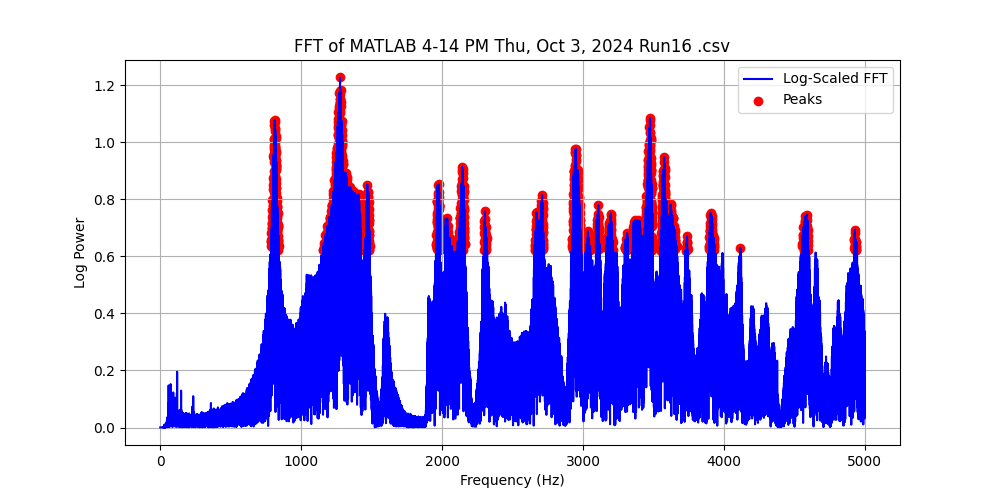 FFT of MATLAB 4-14 PM Thu, Oct 3, 2024 Run16 .csv
Log-Scaled FFT
Peaks
1.2
1.0
0.8
0.6
0.4
0.2
0.0
Log Power
0 1000 2000 3000 4000 5000
Frequency (Hz)